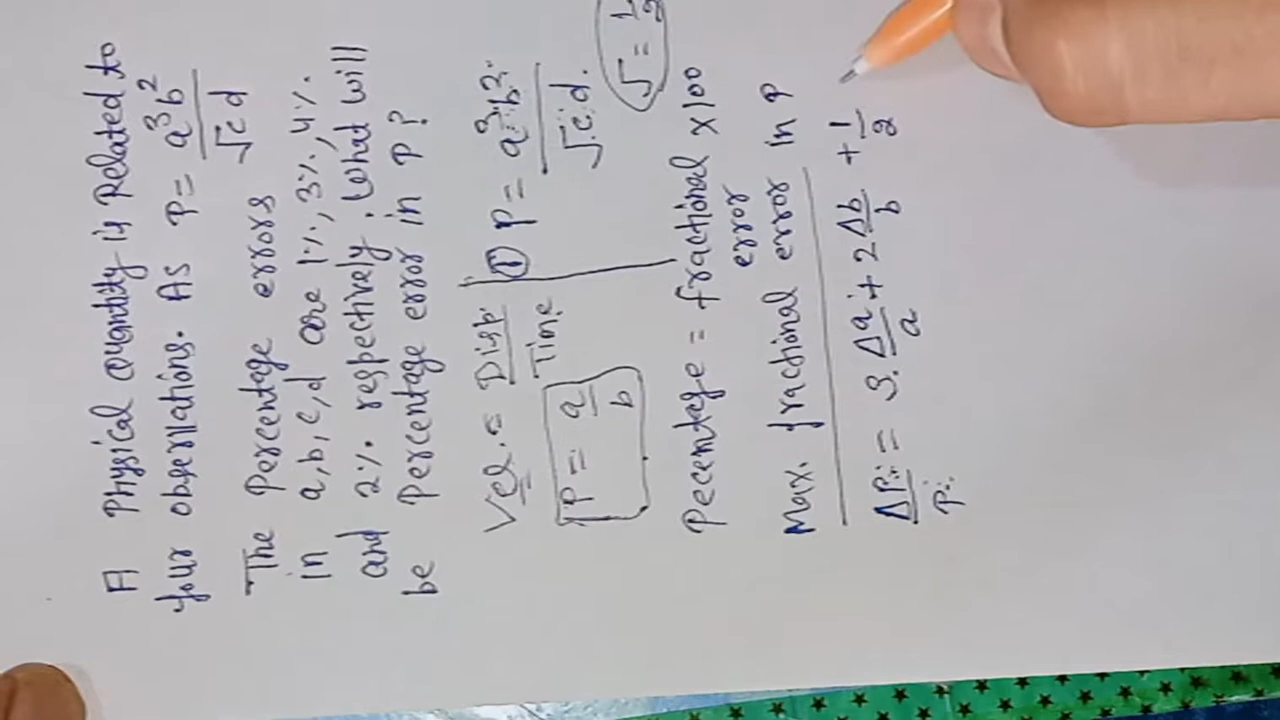 A Physical Quantity is Related to
four observations. As P = a³b² / √c d
The Percentage errors
in a,b,c,d are 1%, 3%, 4%
and 2% respectively. What will
be Percentage error in P?
Vel. = Disp. / Time
P = a / b
① P = a³b² / √c d
√ = 1/2
Pecentage = fractional error × 100
Max. fractional error in P
ΔP/P = 3. Δa/a + 2 Δb/b + 1/2